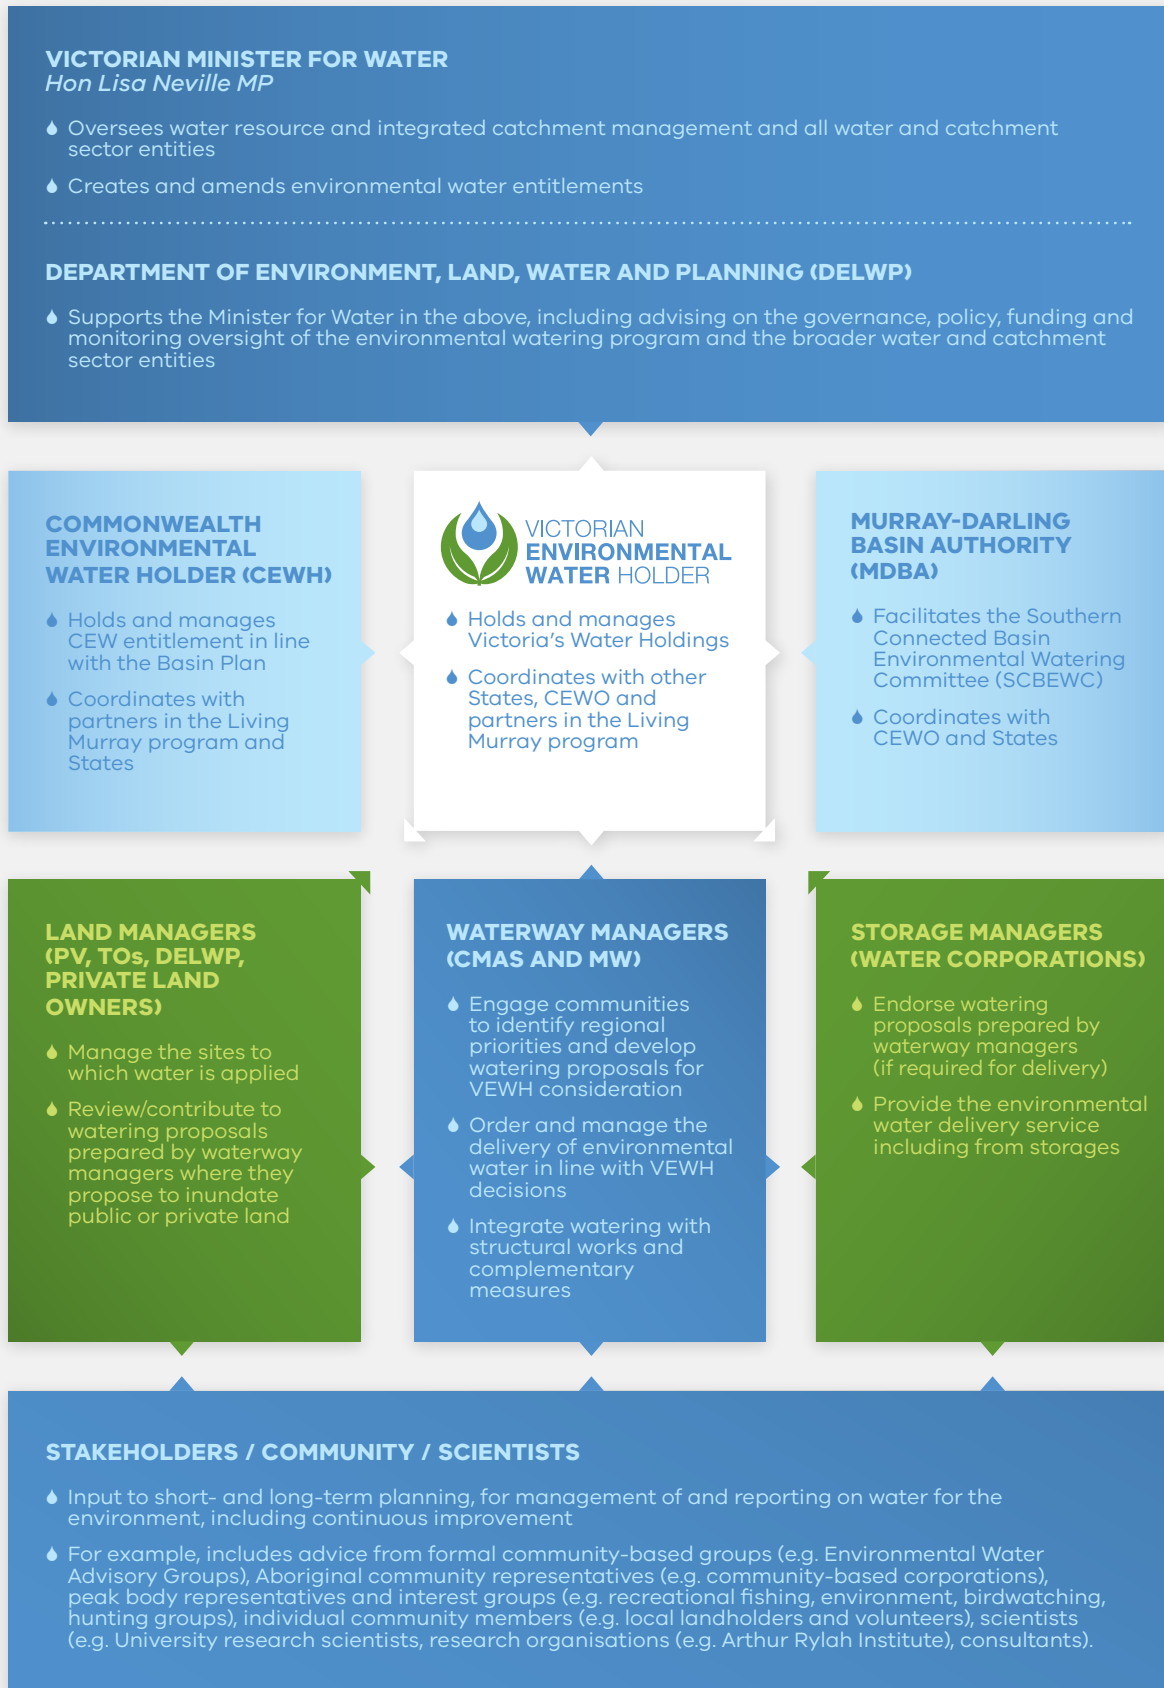 VICTORIAN MINISTER FOR WATER
Hon Lisa Neville MP
Oversees water resource and integrated catchment management and all water and catchment
sector entities
Creates and amends environmental water entitlements
DEPARTMENT OF ENVIRONMENT, LAND, WATER AND PLANNING (DELWP)
Supports the Minister for Water in the above, including advising on the governance, policy, funding and
monitoring oversight of the environmental watering program and the broader water and catchment
sector entities
COMMONWEALTH
ENVIRONMENTAL
WATER HOLDER (CEWH)
Holds and manages
CEW entitlement in line
with the Basin Plan
Coordinates with
partners in the Living
Murray program and
States
VICTORIAN
ENVIRONMENTAL
WATER HOLDER
Holds and manages
Victoria's Water Holdings
Coordinates with other
States, CEWO and
partners in the Living
Murray program
MURRAY-DARLING
BASIN AUTHORITY
(MDBA)
Facilitates the Southern
Connected Basin
Environmental Watering
Committee (SCBEWC)
Coordinates with
CEWO and States
LAND MANAGERS
(PV, TOs, DELWP,
PRIVATE LAND
OWNERS)
Manage the sites to
which water is applied
Review/contribute to
watering proposals
prepared by waterway
managers where they
propose to inundate
public or private land
WATERWAY MANAGERS
(CMAS AND MW)
Engage communities
to identify regional
priorities and develop
watering proposals for
VEWH consideration
Order and manage the
delivery of environmental
water in line with VEWH
decisions
Integrate watering with
structural works and
complementary
measures
STORAGE MANAGERS
(WATER CORPORATIONS)
Endorse watering
proposals prepared by
waterway managers
(if required for delivery)
Provide the environmental
water delivery service
including from storages
STAKEHOLDERS / COMMUNITY / SCIENTISTS
Input to short- and long-term planning, for management of and reporting on water for the
environment, including continuous improvement
For example, includes advice from formal community-based groups (e.g. Environmental Water
Advisory Groups), Aboriginal community representatives (e.g. community-based corporations),
peak body representatives and interest groups (e.g. recreational fishing, environment, birdwatching,
hunting groups), individual community members (e.g. local landholders and volunteers), scientists
(e.g. University research scientists, research organisations (e.g. Arthur Rylah Institute), consultants).